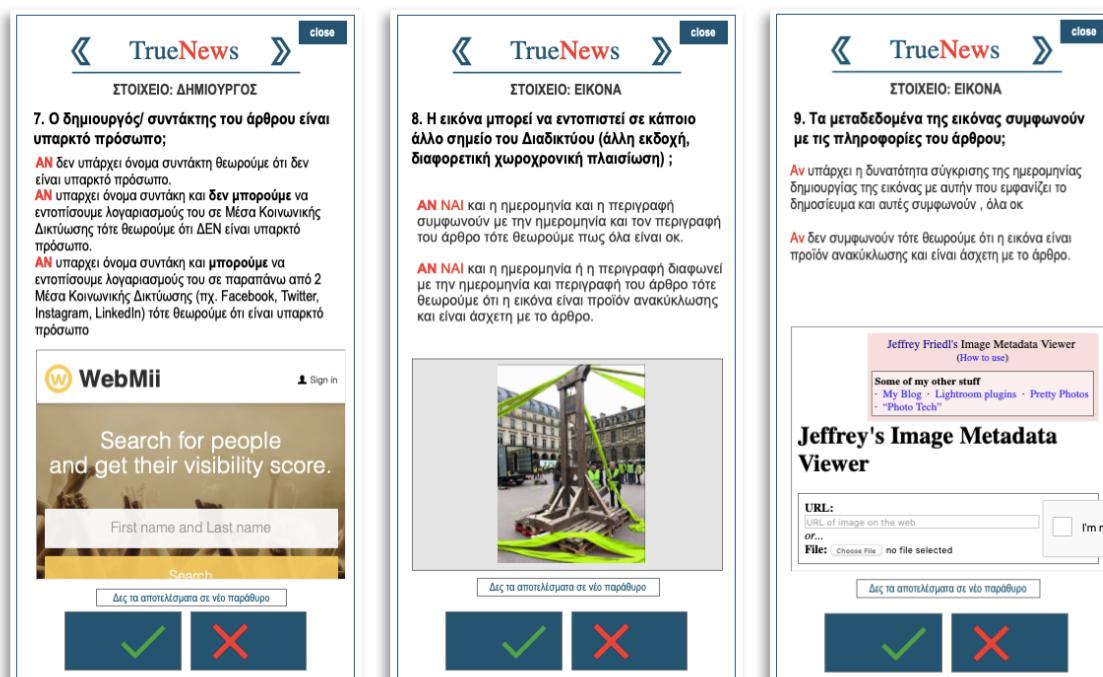 close
TrueNews
ΣΤΟΙΧΕΙΟ: ΔΗΜΙΟΥΡΓΟΣ
7. Ο δημιουργός/ συντάκτης του άρθρου είναι
υπαρκτό πρόσωπο;
ΑΝ δεν υπάρχει όνομα συντάκτη θεωρούμε ότι δεν
είναι υπαρκτό πρόσωπο.
ΑΝ υπαρχει όνομα συντάκη και δεν μπορούμε να
εντοπίσουμε λογαριασμούς του σε Μέσα Κοινωνικής
Δικτύωσης τότε θεωρούμε ότι ΔΕΝ είναι υπαρκτό
πρόσωπο.
ΑΝ υπαρχει όνομα συντάκη και μπορούμε να
εντοπίσουμε λογαριασμούς του σε παραπάνω από 2
Μέσα Κοινωνικής Δικτύωσης (πχ. Facebook, Twitter,
Instagram, LinkedIn) τότε θεωρούμε ότι είναι υπαρκτό
πρόσωπο
W WebMii
Sign in
Search for people
and get their visibility score.
First name and Last name
Search
Δες τα αποτελέσματα σε νέο παράθυρο
close
TrueNews
ΣΤΟΙΧΕΙΟ: ΕΙΚΟΝΑ
8. Η εικόνα μπορεί να εντοπιστεί σε κάποιο
άλλο σημείο του Διαδικτύου (άλλη εκδοχή,
διαφορετική χωροχρονική πλαισίωση) ;
ΑΝ ΝΑΙ και η ημερομηνία και η περιγραφή
συμφωνούν με την ημερομηνία και τον περιγραφή
του άρθρο τότε θεωρούμε πως όλα είναι οκ.
ΑΝ ΝΑΙ και η ημερομηνία ή η περιγραφή διαφωνεί
με την ημερομηνία και περιγραφή του άρθρο τότε
θεωρούμε ότι η εικόνα είναι προϊόν ανακύκλωσης
και είναι άσχετη με το άρθρο.
Δες τα αποτελέσματα σε νέο παράθυρο
close
TrueNews
ΣΤΟΙΧΕΙΟ: ΕΙΚΟΝΑ
9. Τα μεταδεδομένα της εικόνας συμφωνούν
με τις πληροφορίες του άρθρου;
Αν υπάρχει η δυνατότητα σύγκρισης της ημερομηνίας
δημιουργίας της εικόνας με αυτήν που εμφανίζει το
δημοσίευμα και αυτές συμφωνούν , όλα οκ
Αν δεν συμφωνούν τότε θεωρούμε ότι η εικόνα είναι
προϊόν ανακύκλωσης και είναι άσχετη με το άρθρο.
Jeffrey Friedl's Image Metadata Viewer
(How to use)
Some of my other stuff
· My Blog · Lightroom plugins · Pretty Photos
· "Photo Tech"
Jeffrey's Image Metadata
Viewer
URL:
URL of image on the web
or...
File: Choose File no file selected
I'm
Δες τα αποτελέσματα σε νέο παράθυρο